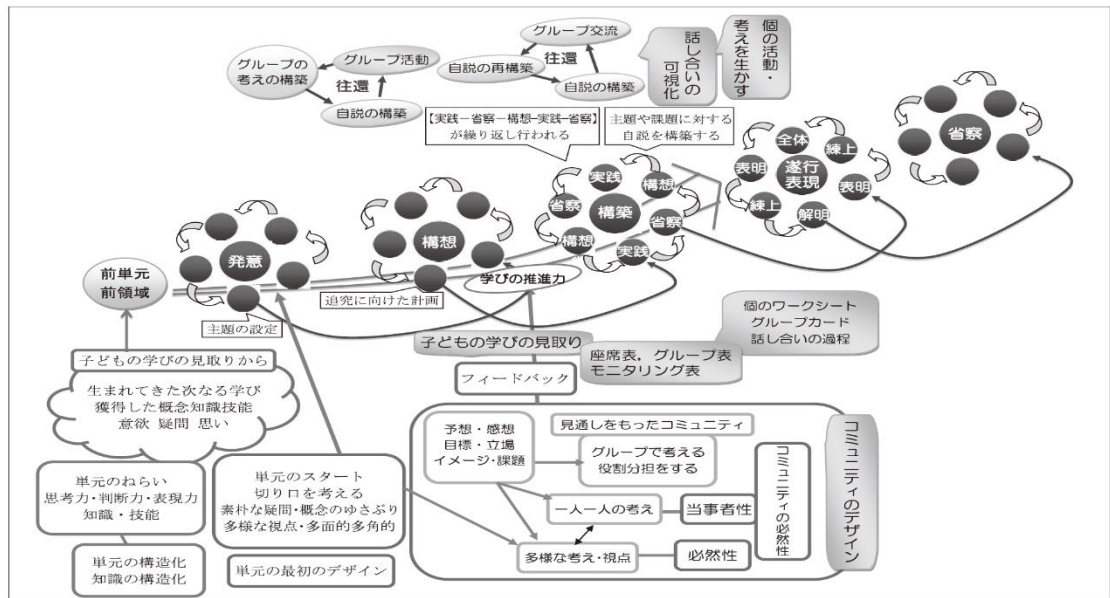 グループ活動
グループの
考えの構築
往還
自説の構築
グループ交流
自説の再構築
往還
自説の構築
話し合いの
可視化
個の活動・
考えを生かす
【実践－省察－構想－実践－省察】
が繰り返し行われる
主題や課題に対する
自説を構築する
前単元
前領域
発意
主題の設定
構想
追究に向けた計画
学びの推進力
構築
実践
構想
省察
実践
構想
省察
遂行
表現
全体
練上
表明
解明
練上
表明
省察
子どもの学びの見取りから
生まれてきた次なる学び
獲得した概念知識技能
意欲 疑問 思い
単元のねらい
思考力・判断力・表現力
知識・技能
単元の構造化
知識の構造化
単元のスタート
切り口を考える
素朴な疑問・概念のゆさぶり
多様な視点・多面的多角的
単元の最初のデザイン
子どもの学びの見取り
フィードバック
個のワークシート
グループカード
話し合いの過程
座席表，グループ表
モニタリング表
予想・感想
目標・立場
イメージ・課題
見通しをもったコミュニティ
グループで考える
役割分担をする
一人一人の考え
当事者性
多様な考え・視点
必然性
コミュニティの必然性
コミュニティのデザイン